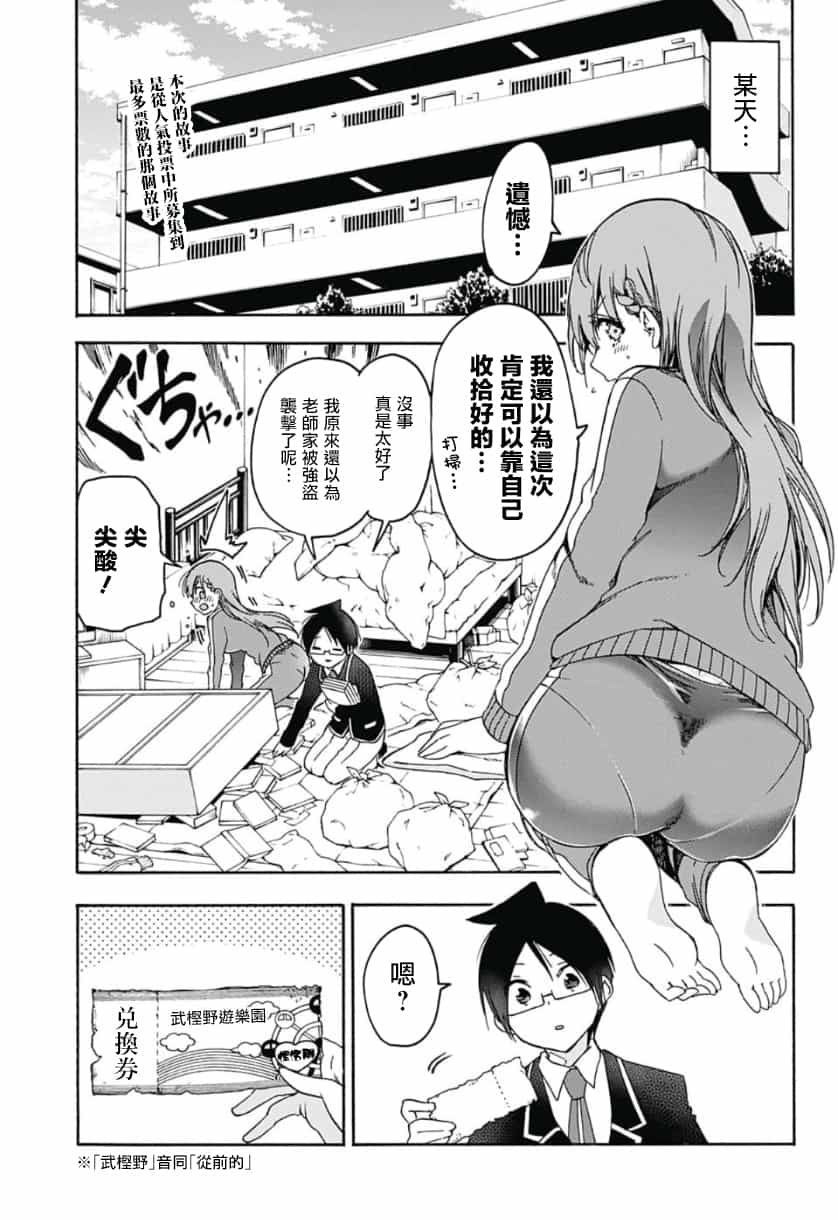 某天…
本次的故事
是從人氣投票中所募集到
最多票數的那個故事
遺憾…
我還以為這次
肯定可以靠自己
收拾好的…
打掃…
沒事
真是太好了
我原來還以為
老師家被強盜
襲擊了呢…
ぐちゃ…
尖
尖酸！
嗯？
武樫野遊樂園
兌換券
※「武樫野」音同「從前的」